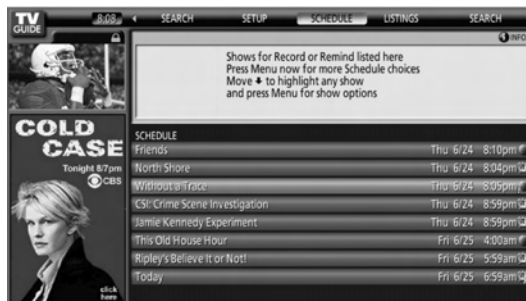 TV
GUIDE
8:08
SEARCH SETUP SCHEDULE LISTINGS SEARCH
INFO
Shows for Record or Remind listed here
Press Menu now for more Schedule choices
Move to highlight any show
and press Menu for show options
COLD
CASE
Tonight 8/7pm
CBS
click
here
SCHEDULE
Friends Thu 6/24 8:10pm
North Shore Thu 6/24 8:04pm
Without a Trace Thu 6/24 8:05pm
CSI: Crime Scene Investigation Thu 6/24 8:59pm
Jamie Kennedy Experiment Thu 6/24 8:59pm
This Old House Hour Fri 6/25 4:00am
Ripley's Believe It or Not! Fri 6/25 5:59am
Today Fri 6/25 6:59am